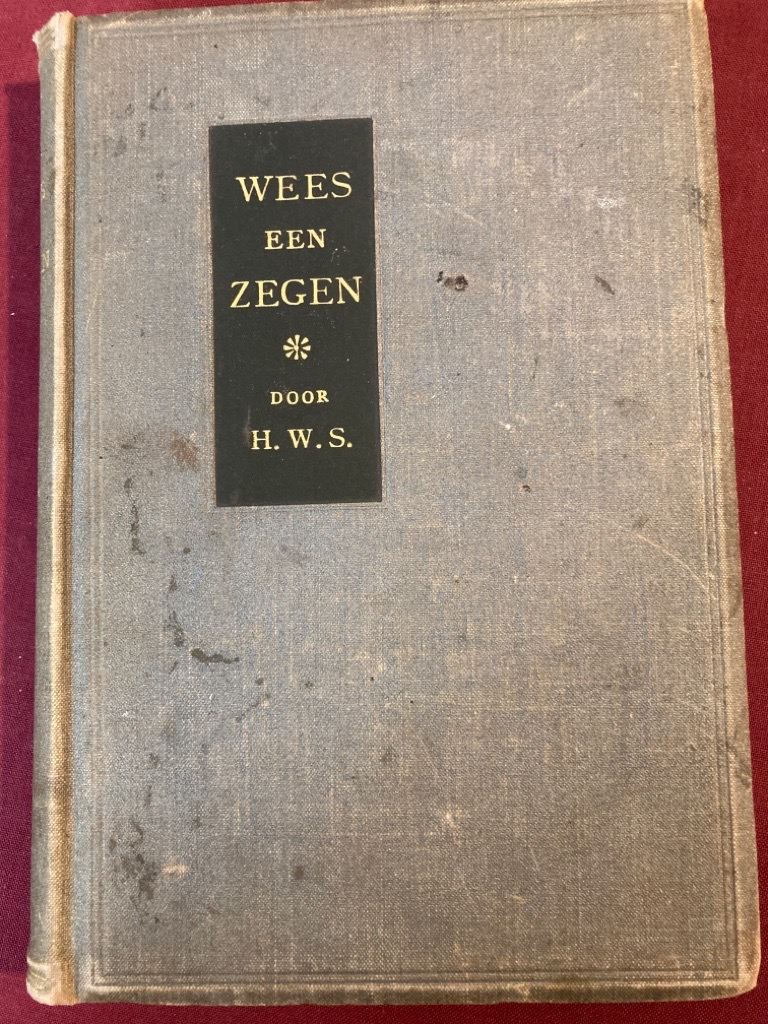 WEES
EEN
ZEGEN
DOOR
H. W. S.